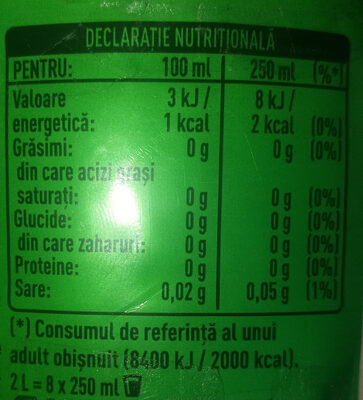 DECLARAȚIE NUTRIȚIONALĂ
PENTRU: 100 ml 250 ml (%*)
Valoare 3 kJ / 8 kJ /
energetică: 1 kcal 2 kcal (0%)
Grăsimi: 0 g 0 g (0%)
din care acizi grași
saturați: 0 g 0 g (0%)
Glucide: 0 g 0 g (0%)
din care zaharuri: 0 g 0 g (0%)
Proteine: 0 g 0 g (0%)
Sare: 0,02 g 0,05 g (1%)
(*) Consumul de referință al unui
adult obișnuit (8400 kJ / 2000 kcal).
2 L = 8 x 250 ml